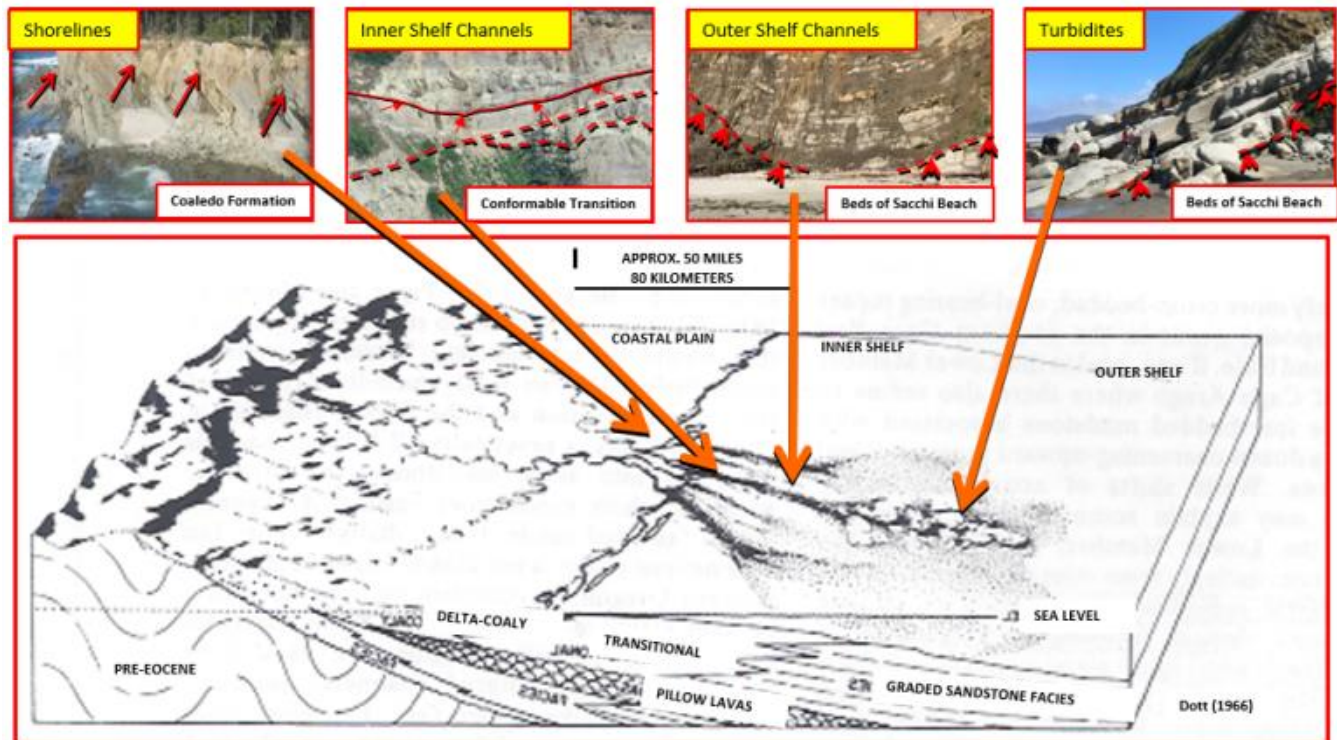 Shorelines
Inner Shelf Channels
Outer Shelf Channels
Turbidites
Coaledo Formation
Conformable Transition
Beds of Sacchi Beach
Beds of Sacchi Beach
APPROX. 50 MILES
80 KILOMETERS
COASTAL PLAIN
INNER SHELF
OUTER SHELF
SEA LEVEL
DELTA-COALY
TRANSITIONAL
PRE-EOCENE
PILLOW LAVAS
GRADED SANDSTONE FACIES
Dott (1966)